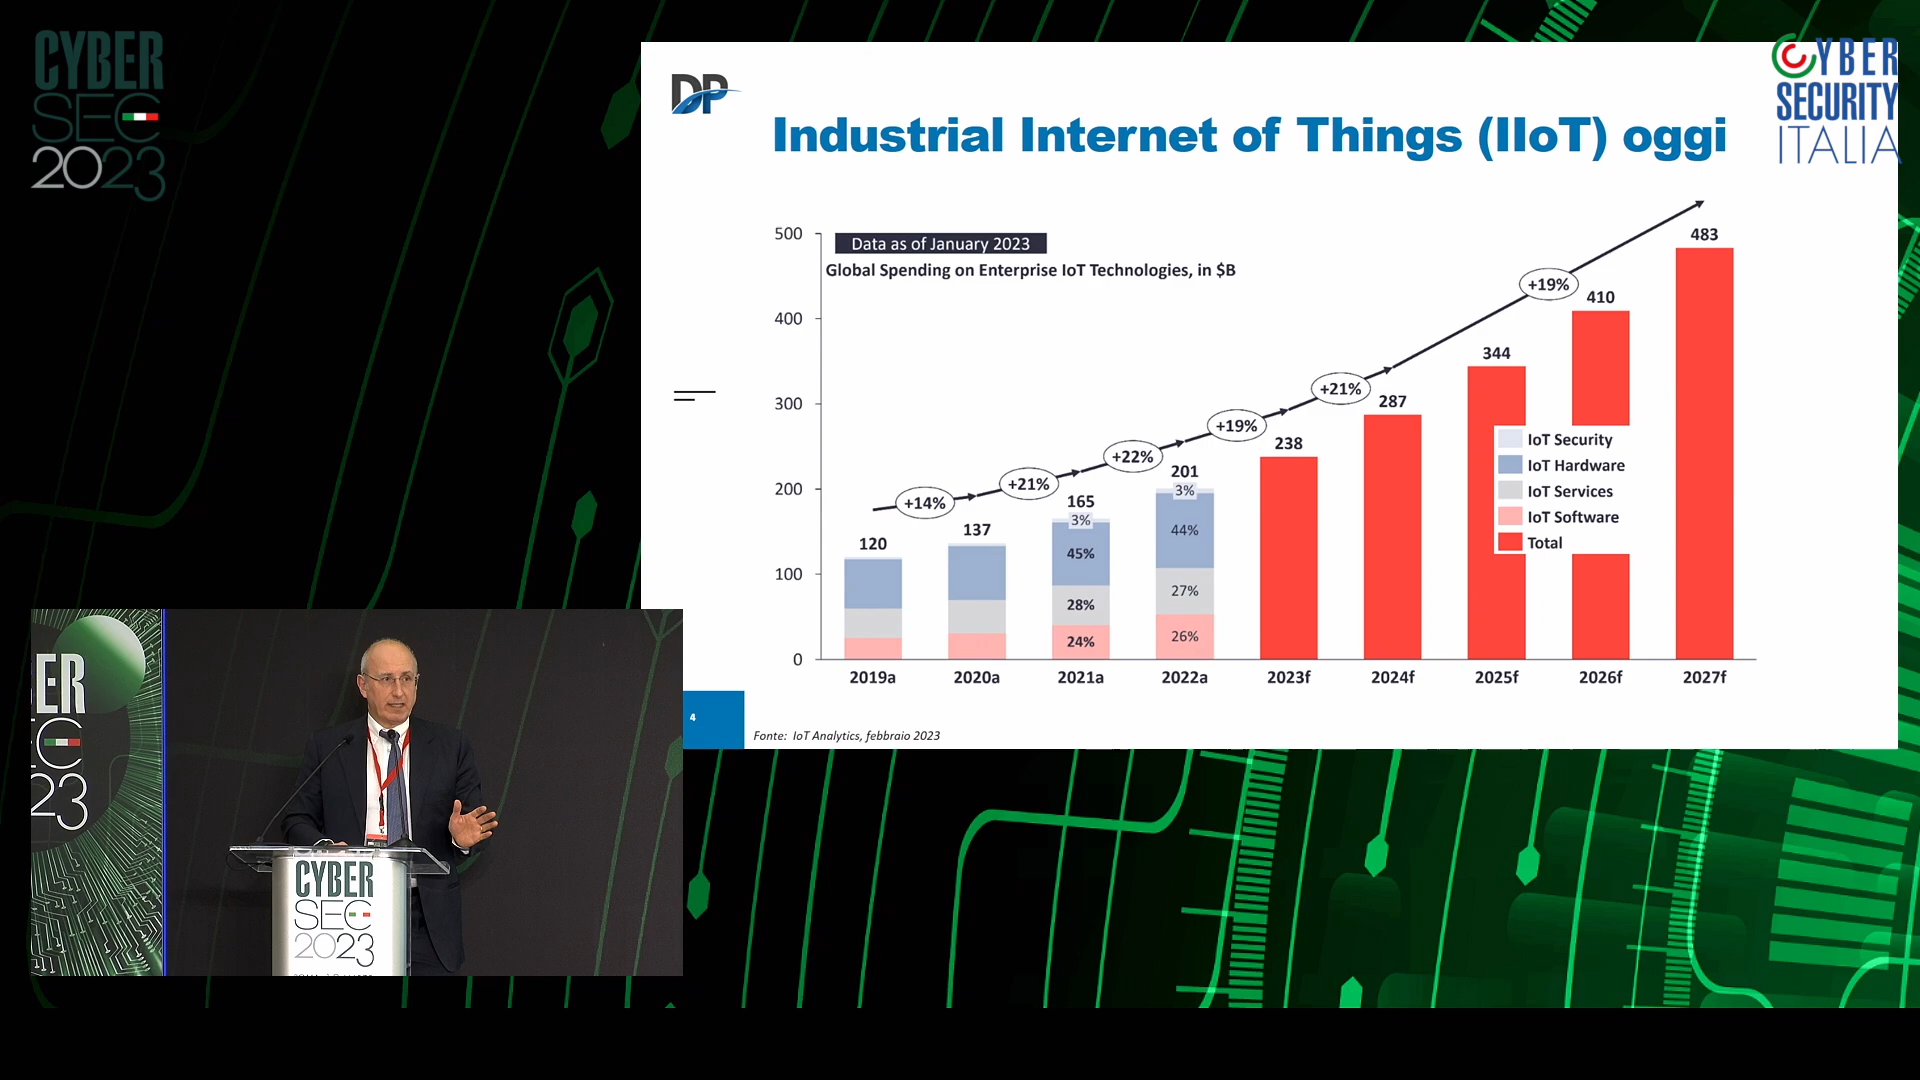 CYBER
SEC
2023
DP
CYBER
SECURITY
ITALIA
Industrial Internet of Things (IIoT) oggi
Data as of January 2023
Global Spending on Enterprise IoT Technologies, in $B
500
400
300
200
100
0
+14%
+21%
+22%
+19%
+21%
+19%
120
137
165
3%
45%
28%
24%
201
3%
44%
27%
26%
238
287
344
410
483
IoT Security
IoT Hardware
IoT Services
IoT Software
Total
2019a 2020a 2021a 2022a 2023f 2024f 2025f 2026f 2027f
4
Fonte: IoT Analytics, febbraio 2023
ER
23
CYBER
SEC
2023